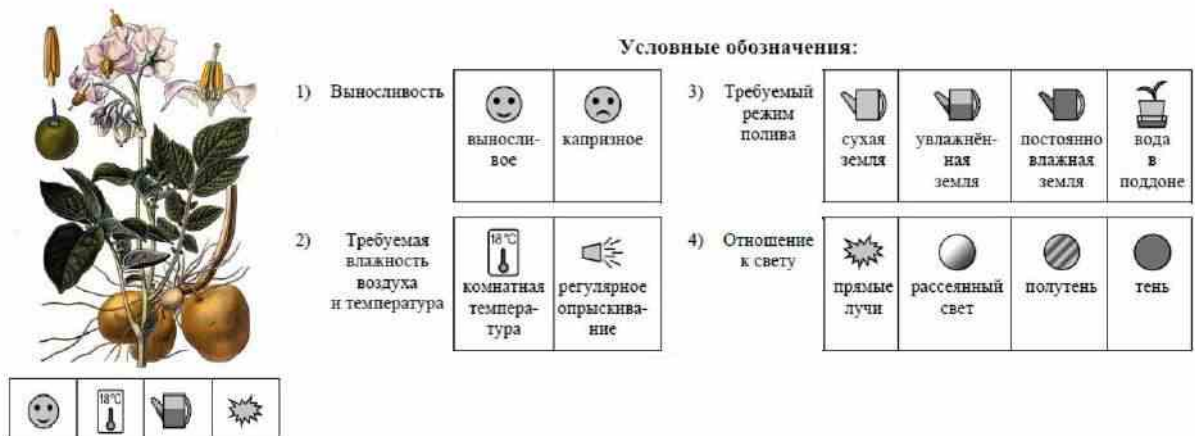 Условные обозначения:
1) Выносливость
выносли-
вое
капризное
2) Требуемая
влажность
воздуха
и температура
18 °C
комнатная
темпера-
тура
регулярное
опрыскива-
ние
3) Требуемый
режим
полива
сухая
земля
увлажнён-
ная
земля
постоянно
влажная
земля
вода
в
поддоне
4) Отношение
к свету
прямые
лучи
рассеянный
свет
полутень
тень
18°C